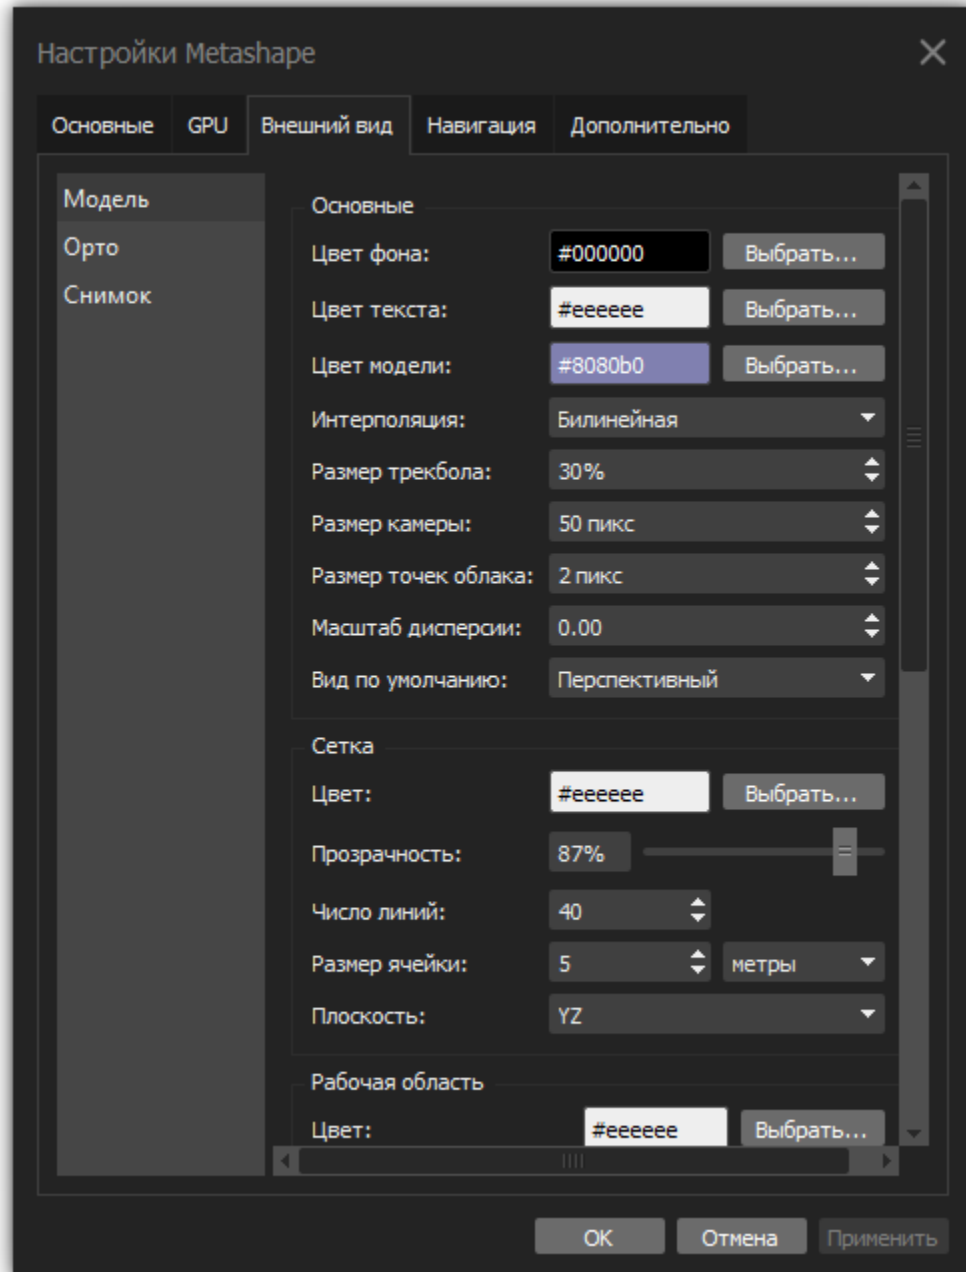 Настройки Metashape
Основные GPU Внешний вид Навигация Дополнительно
Модель
Орто
Снимок
Основные
Цвет фона: #000000 Выбрать...
Цвет текста: #eeeeee Выбрать...
Цвет модели: #8080b0 Выбрать...
Интерполяция: Билинейная
Размер трекбола: 30%
Размер камеры: 50 пикс
Размер точек облака: 2 пикс
Масштаб дисперсии: 0.00
Вид по умолчанию: Перспективный
Сетка
Цвет: #eeeeee Выбрать...
Прозрачность: 87%
Число линий: 40
Размер ячейки: 5 метры
Плоскость: YZ
Рабочая область
Цвет: #eeeeee Выбрать...
OK Отмена Применить